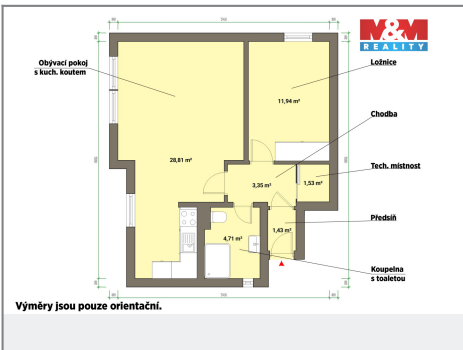 M&M
REALITY
Obývací pokoj
s kuch. koutem
Ložnice
11,94 m²
Chodba
28,81 m²
Tech. místnost
3,35 m²
1,53 m²
Předsíň
1,43 m²
4,71 m²
Koupelna
s toaletou
Výměry jsou pouze orientační.